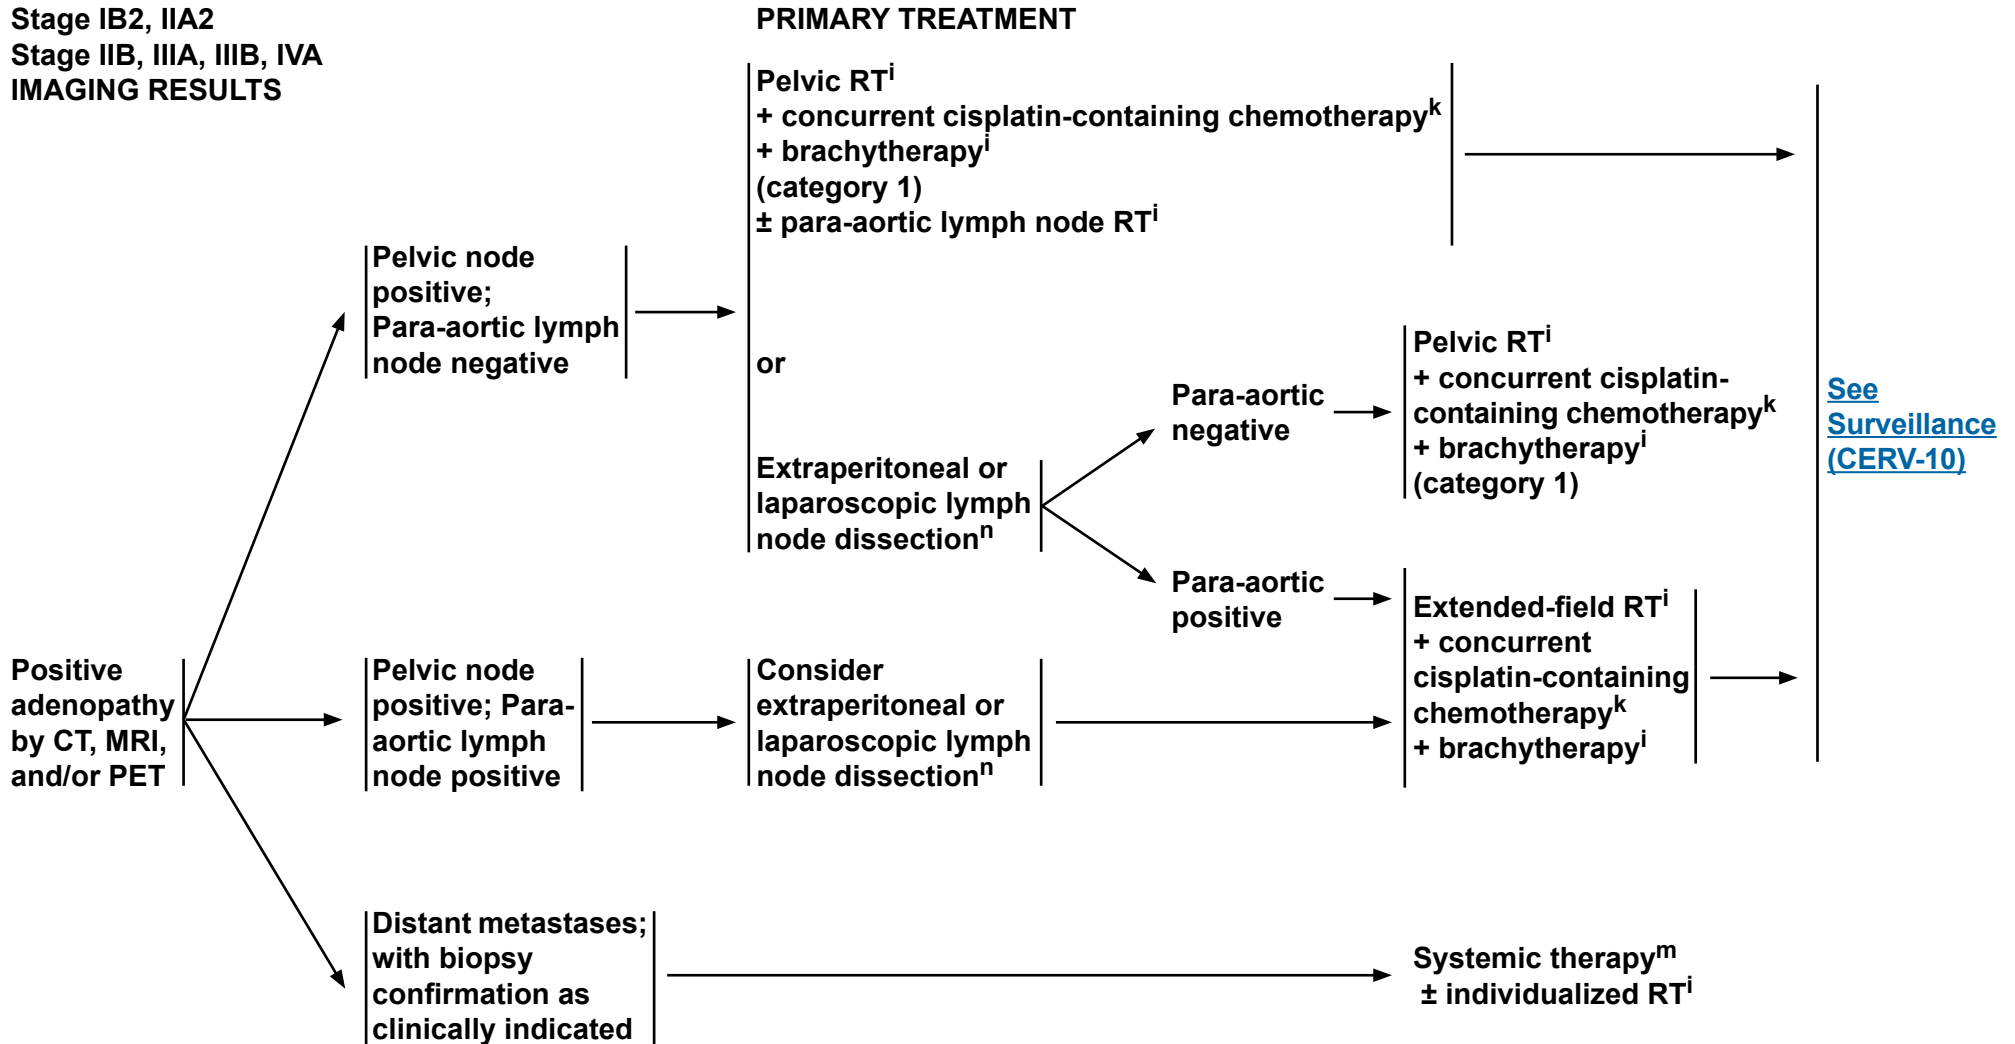 Stage IB2, IIA2
Stage IIB, IIIA, IIIB, IVA
IMAGING RESULTS
PRIMARY TREATMENT
Positive
adenopathy
by CT, MRI,
and/or PET
Pelvic node
positive;
Para-aortic lymph
node negative
Pelvic RTi
+ concurrent cisplatin-containing chemotherapyk
+ brachytherapyi
(category 1)
± para-aortic lymph node RTi
or
Extraperitoneal or
laparoscopic lymph
node dissectionn
Para-aortic
negative
Pelvic RTi
+ concurrent cisplatin-
containing chemotherapyk
+ brachytherapyi
(category 1)
Para-aortic
positive
Extended-field RTi
+ concurrent
cisplatin-containing
chemotherapyk
+ brachytherapyi
Pelvic node
positive; Para-
aortic lymph
node positive
Consider
extraperitoneal or
laparoscopic lymph
node dissectionn
Distant metastases;
with biopsy
confirmation as
clinically indicated
Systemic therapym
± individualized RTi
See
Surveillance
(CERV-10)